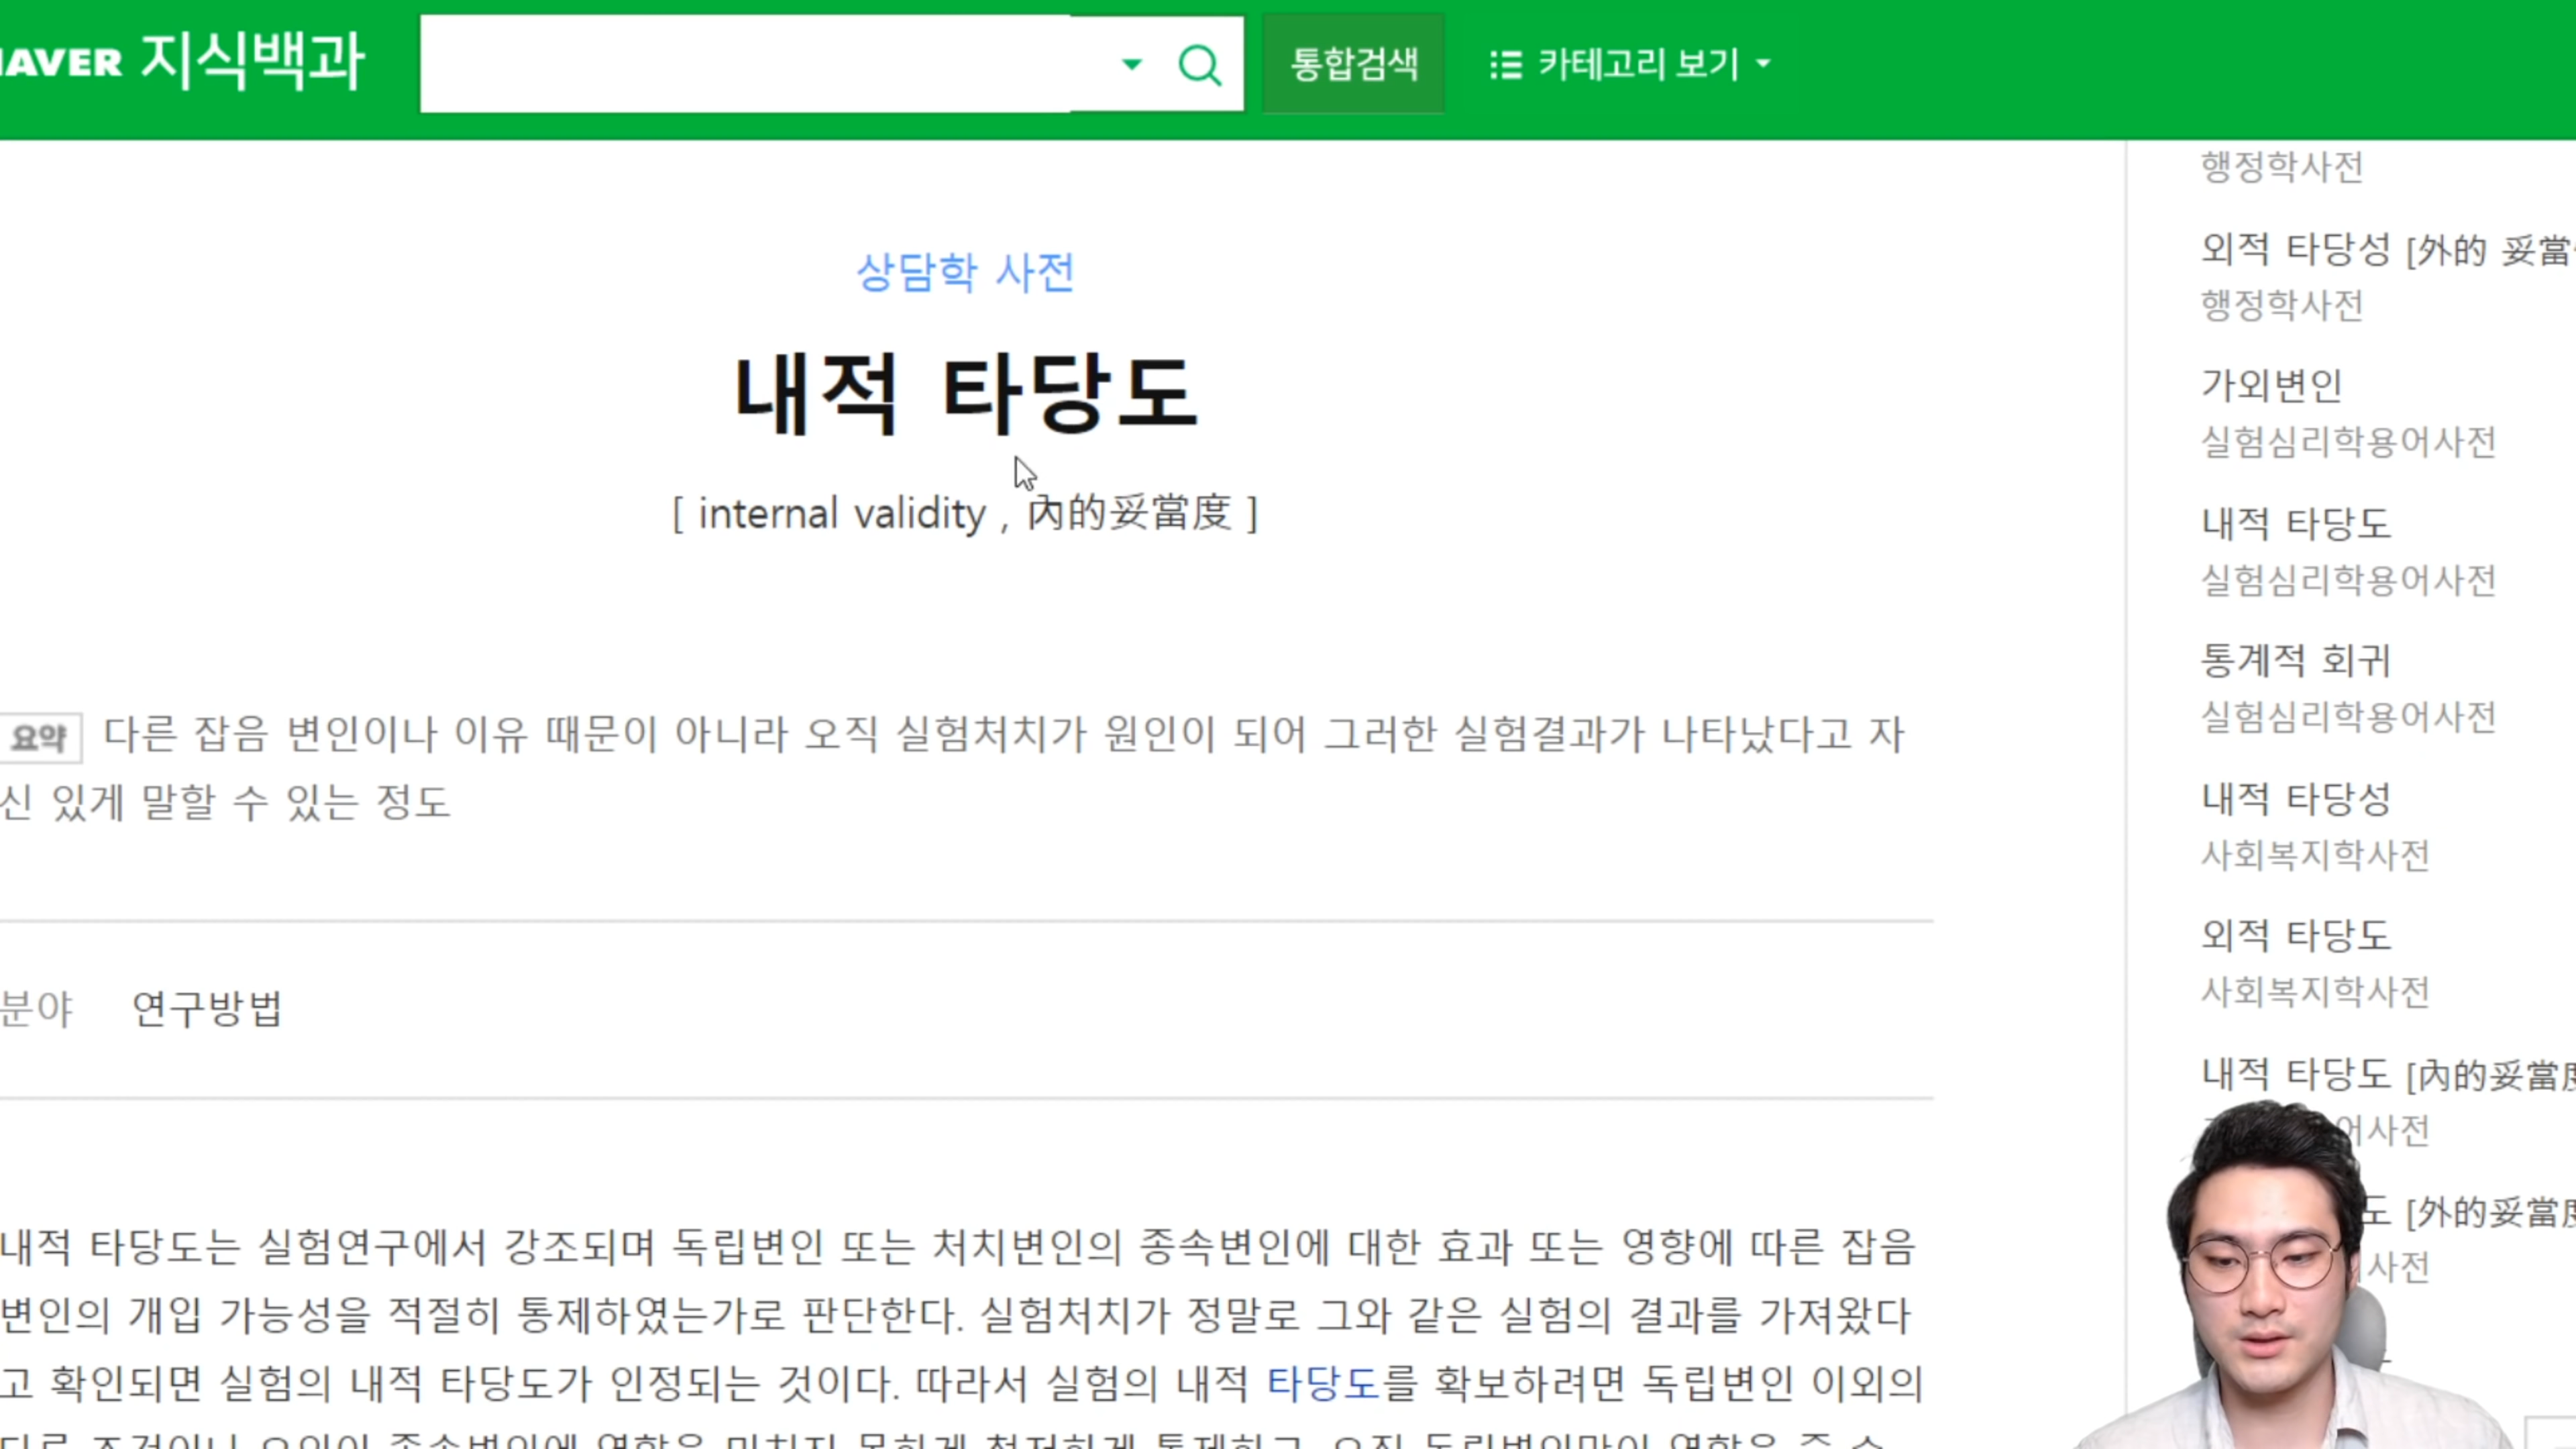 NAVER 지식백과
통합검색
카테고리 보기
상담학 사전
내적 타당도
[ internal validity , 內的妥當度 ]
요약 다른 잡음 변인이나 이유 때문이 아니라 오직 실험처치가 원인이 되어 그러한 실험결과가 나타났다고 자
신 있게 말할 수 있는 정도
분야 연구방법
내적 타당도는 실험연구에서 강조되며 독립변인 또는 처치변인의 종속변인에 대한 효과 또는 영향에 따른 잡음
변인의 개입 가능성을 적절히 통제하였는가로 판단한다. 실험처치가 정말로 그와 같은 실험의 결과를 가져왔다
고 확인되면 실험의 내적 타당도가 인정되는 것이다. 따라서 실험의 내적 타당도를 확보하려면 독립변인 이외의
행정학사전
외적 타당성 [外的 妥當
행정학사전
가외변인
실험심리학용어사전
내적 타당도
실험심리학용어사전
통계적 회귀
실험심리학용어사전
내적 타당성
사회복지학사전
외적 타당도
사회복지학사전
내적 타당도 [內的妥當度
어사전
도 [外的妥當度
사전